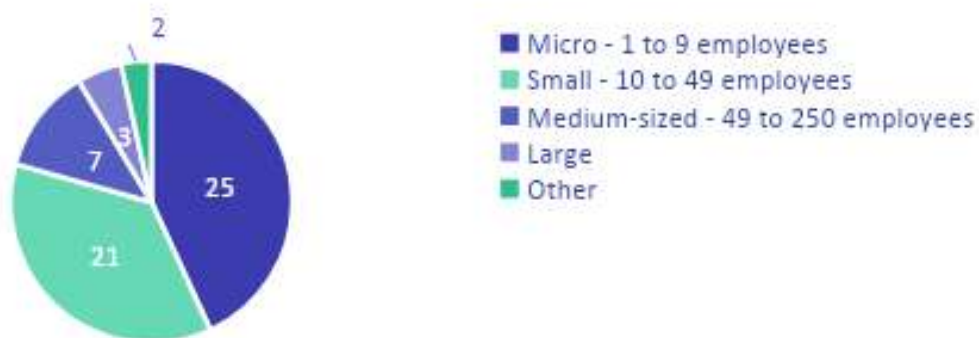 2
3
7
25
21
Micro - 1 to 9 employees
Small - 10 to 49 employees
Medium-sized - 49 to 250 employees
Large
Other